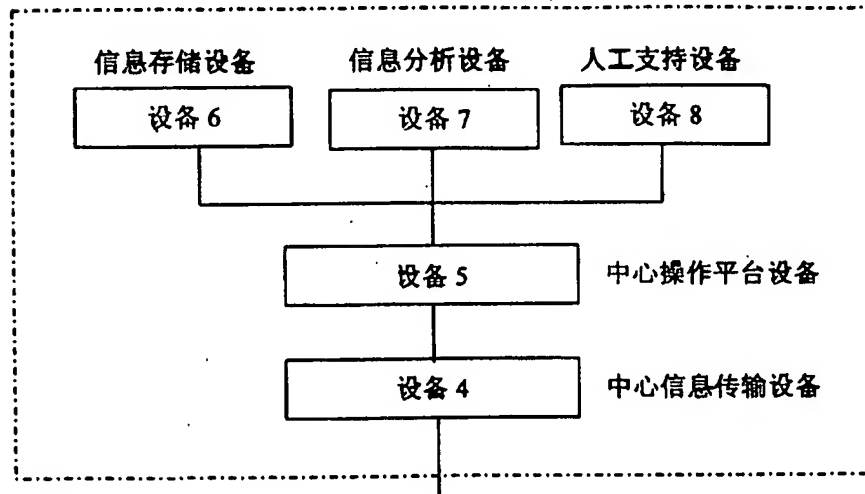 信息存储设备 信息分析设备 人工支持设备
设备 6 设备 7 设备 8
设备 5 中心操作平台设备
设备 4 中心信息传输设备